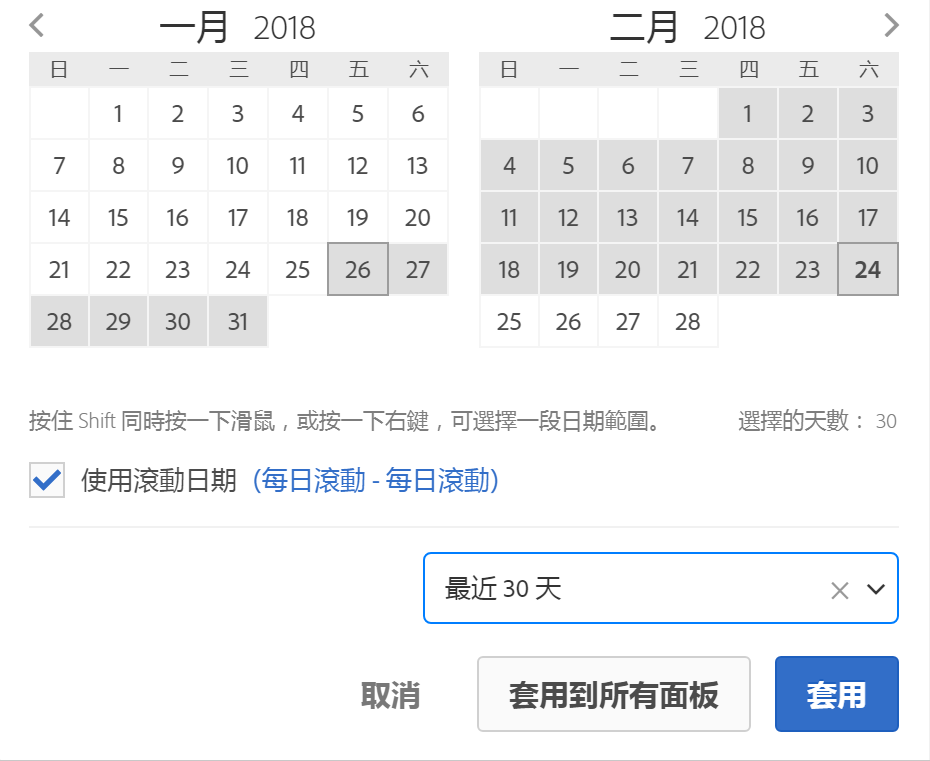 一月 2018 二月 2018
日 一 二 三 四 五 六 日 一 二 三 四 五 六
1 2 3 4 5 6 1 2 3
7 8 9 10 11 12 13 4 5 6 7 8 9 10
14 15 16 17 18 19 20 11 12 13 14 15 16 17
21 22 23 24 25 26 27 18 19 20 21 22 23 24
28 29 30 31 25 26 27 28
按住 Shift 同時按一下滑鼠，或按一下右鍵，可選擇一段日期範圍。 選擇的天數： 30
使用滾動日期 (每日滾動 - 每日滾動)
最近 30 天
取消 套用到所有面板 套用